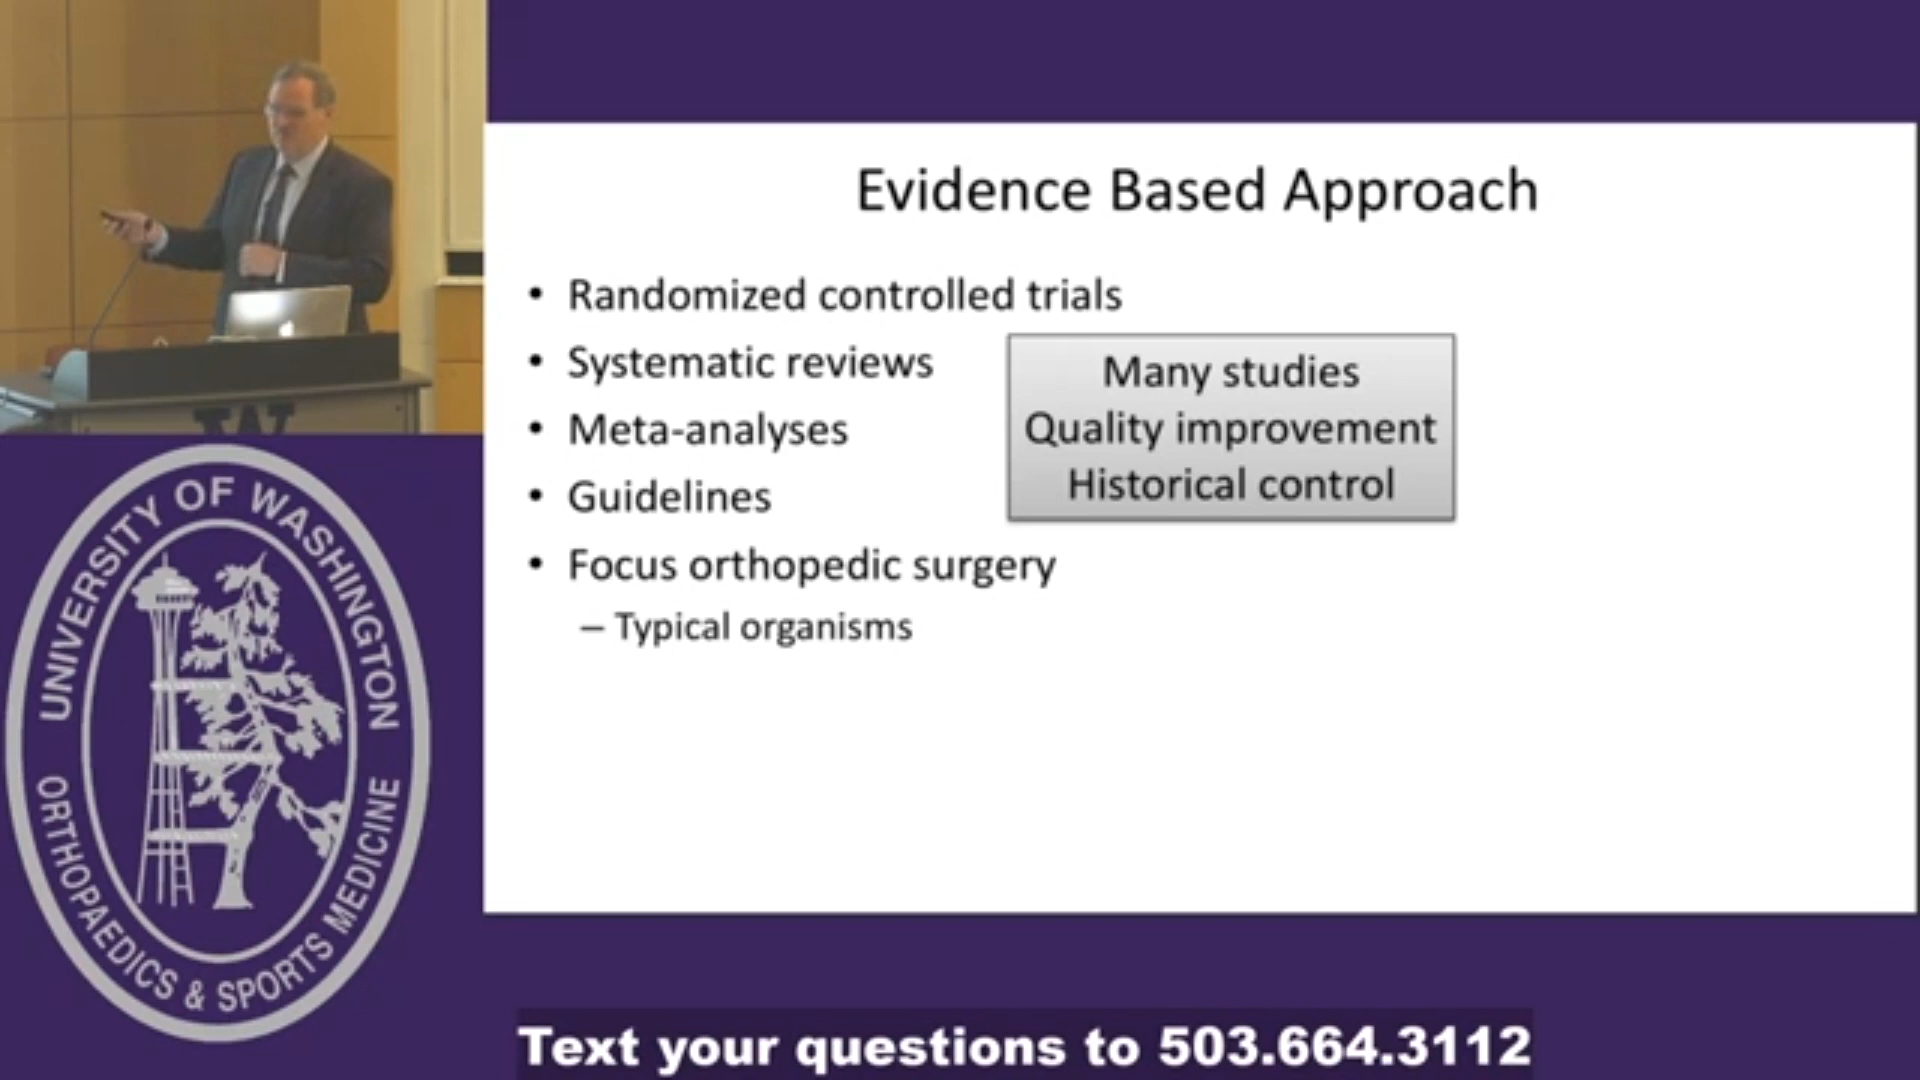 Evidence Based Approach
• Randomized controlled trials
• Systematic reviews
• Meta-analyses
• Guidelines
• Focus orthopedic surgery
– Typical organisms
Many studies
Quality improvement
Historical control
UNIVERSITY OF WASHINGTON
ORTHOPAEDICS & SPORTS MEDICINE
Text your questions to 503.664.3112